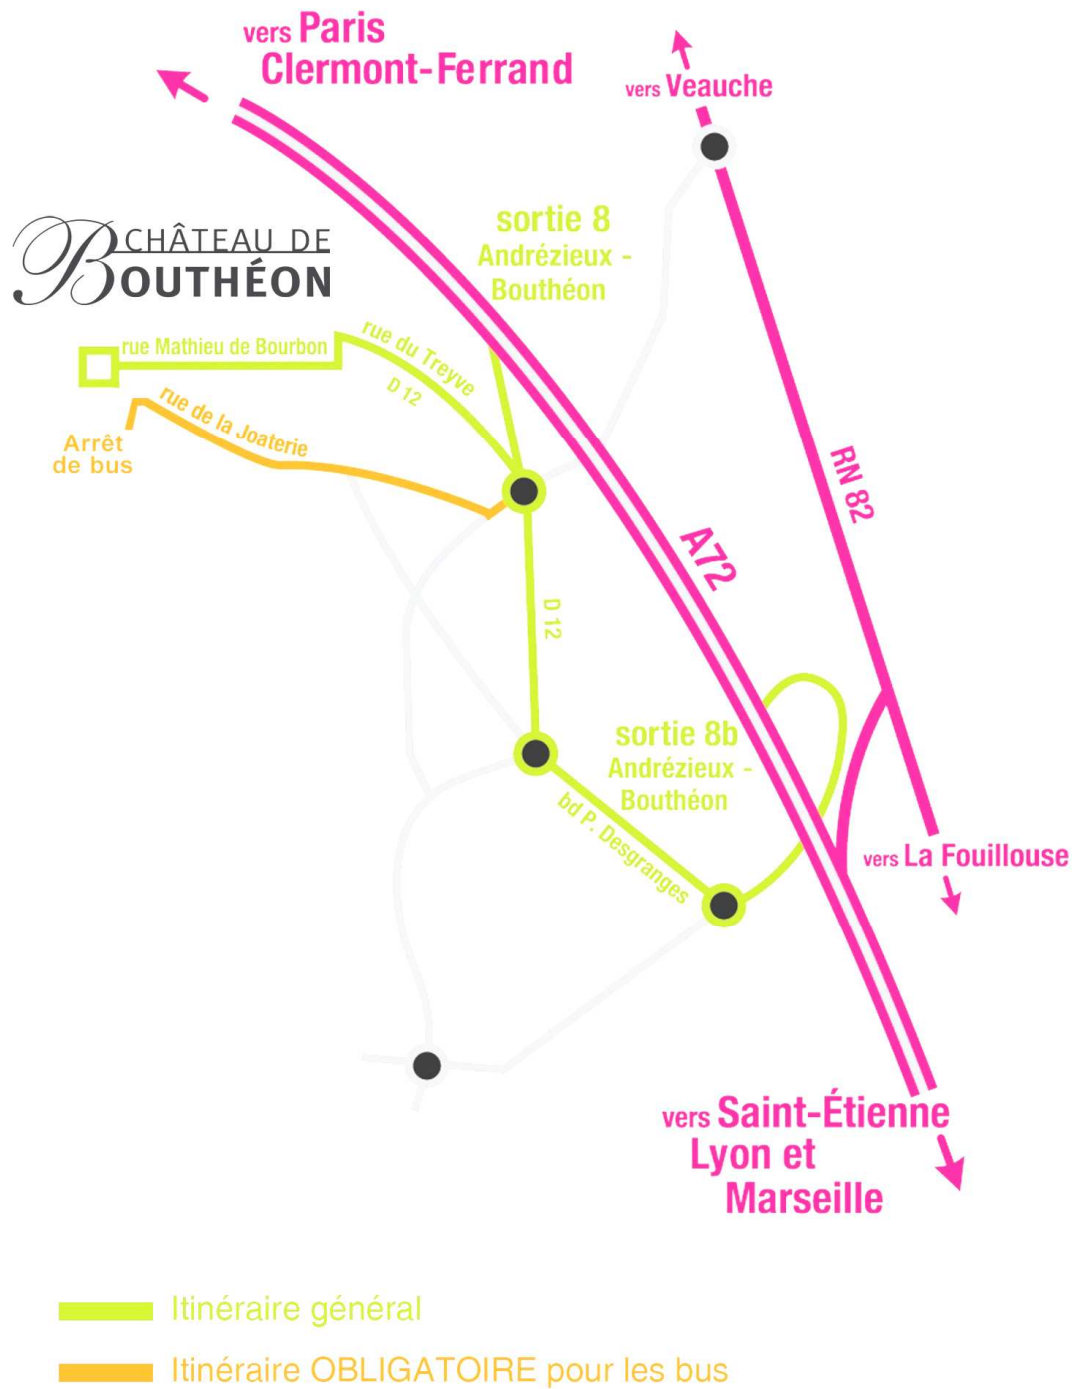 vers Paris
Clermont-Ferrand
vers Veauche
CHÂTEAU DE
BOUTHÉON
sortie 8
Andrézieux -
Bouthéon
rue Mathieu de Bourbon
rue du Treyve
D 12
rue de la Joaterie
Arrêt
de bus
RN 82
A72
D 12
sortie 8b
Andrézieux -
Bouthéon
bd P. Desgranges
vers La Fouillouse
vers Saint-Étienne
Lyon et
Marseille
Itinéraire général
Itinéraire OBLIGATOIRE pour les bus